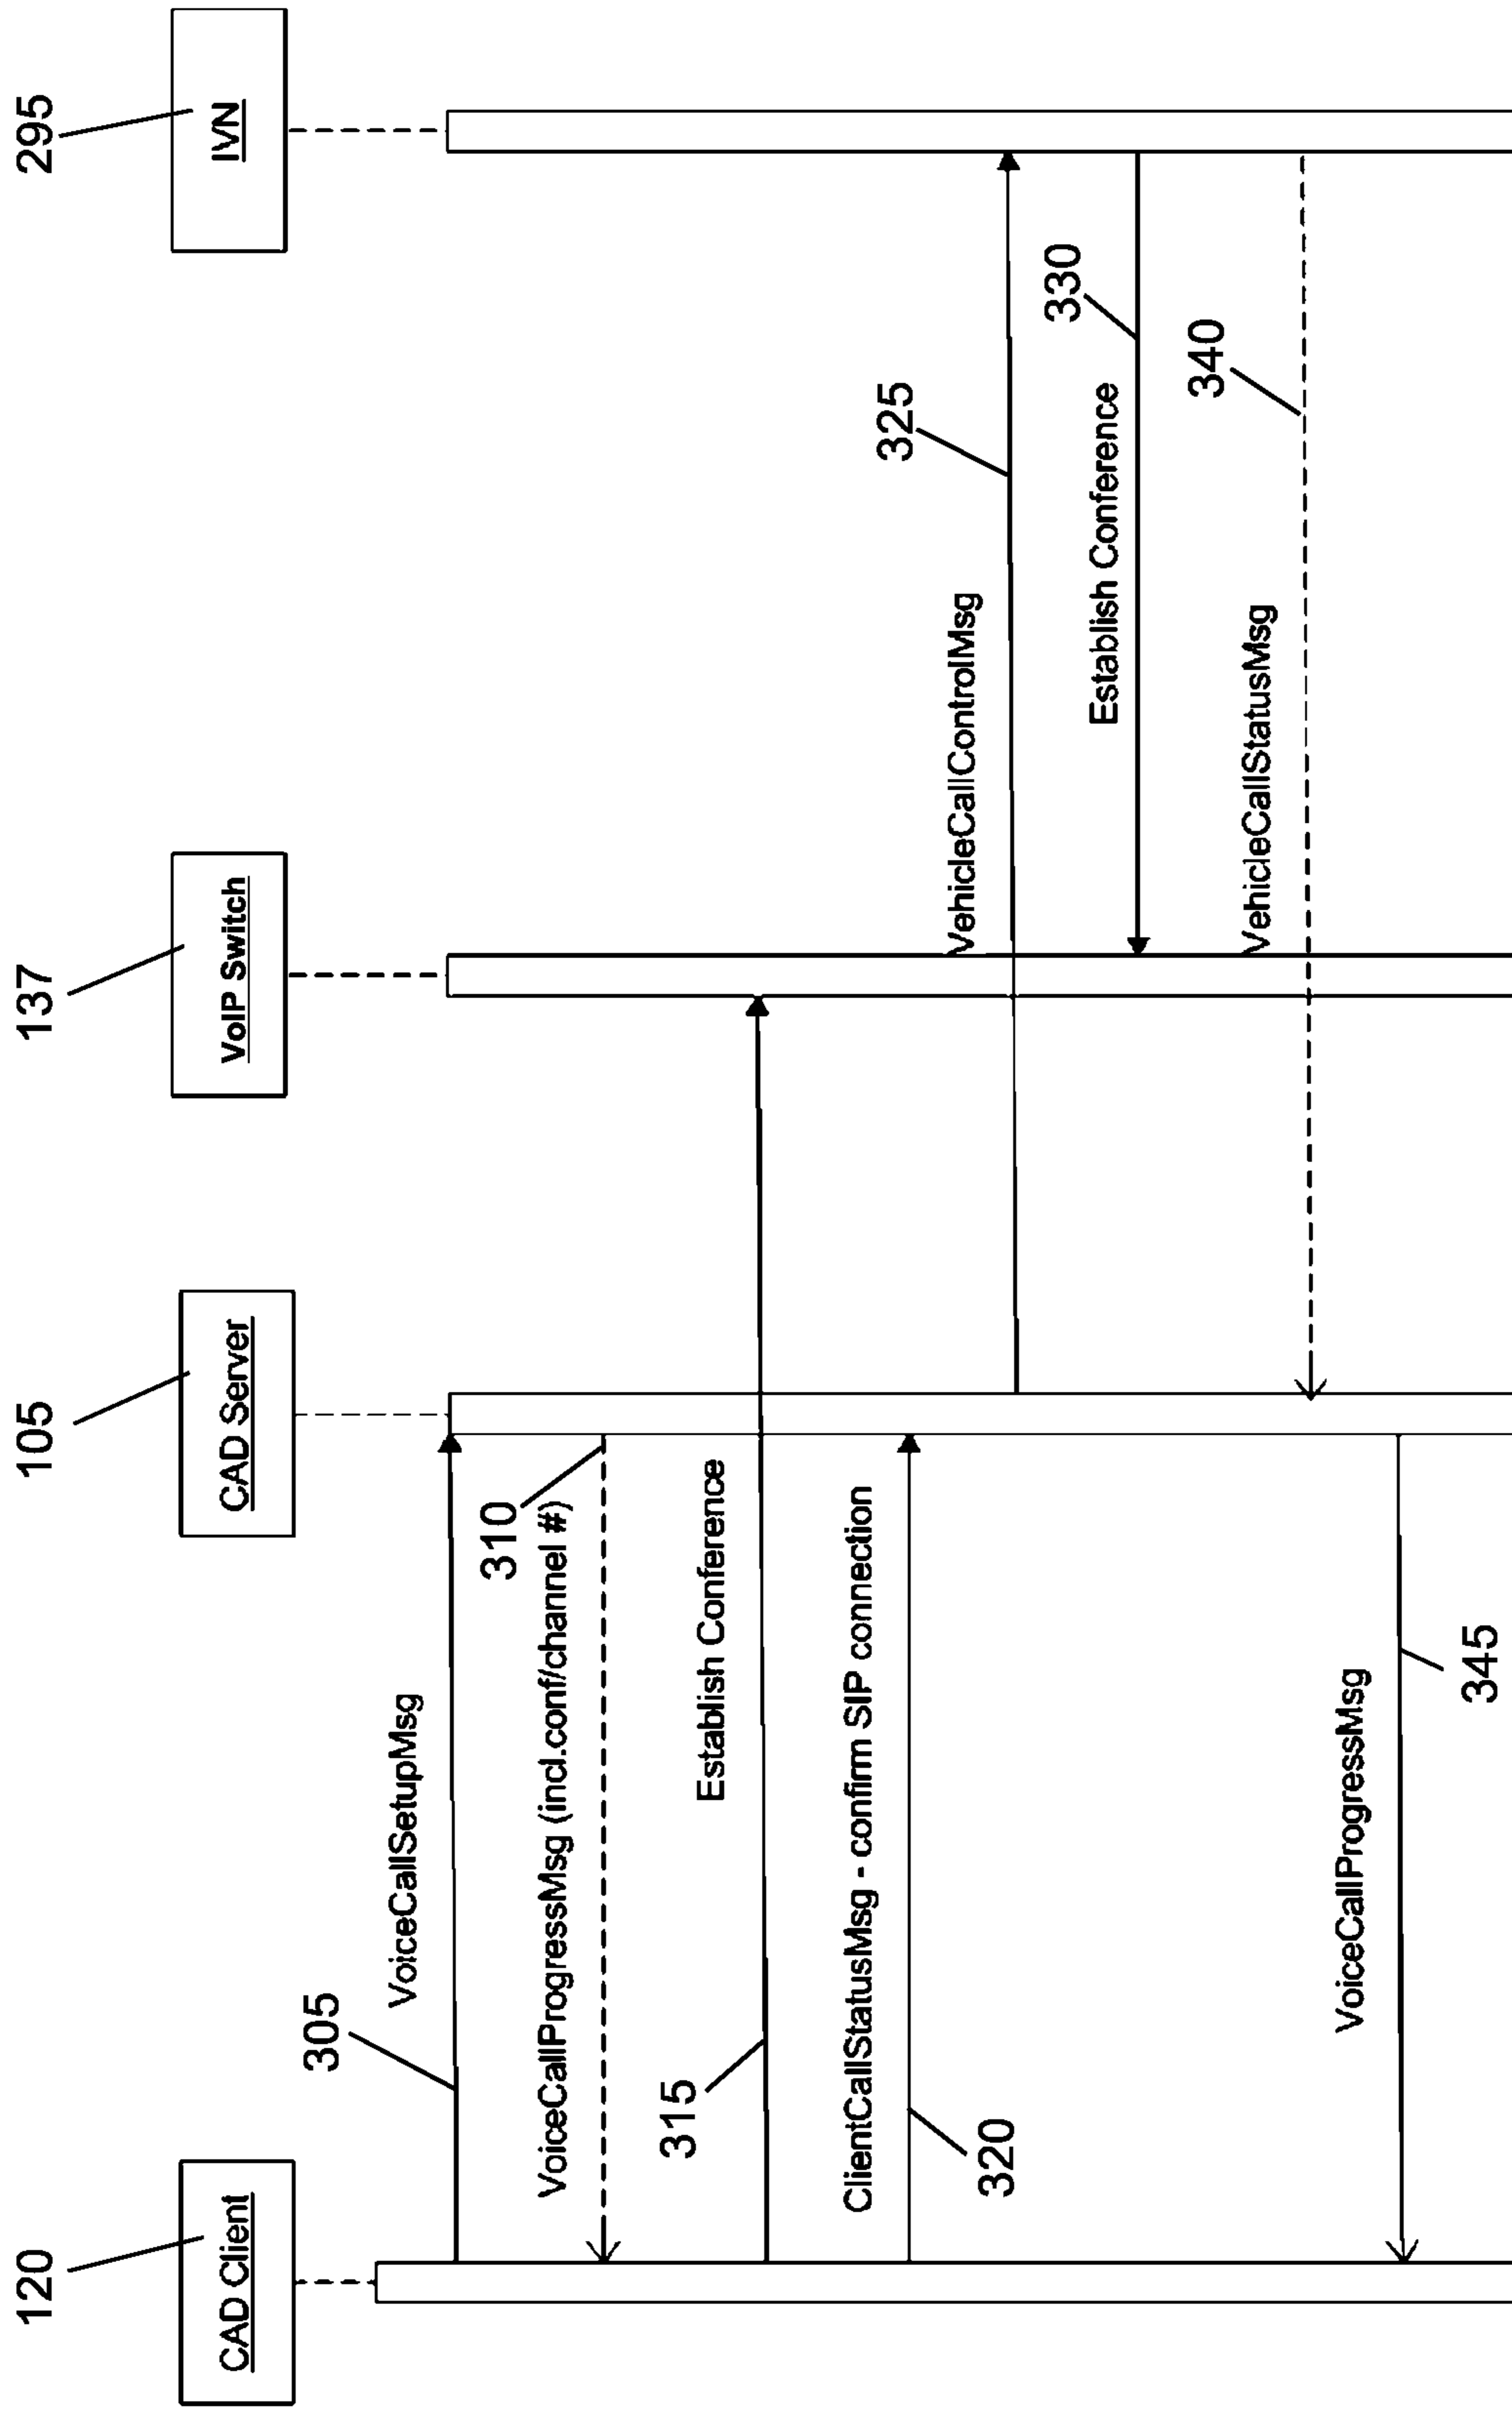 120
105
137
295
CAD Client
CAD Server
VoIP Switch
IVN
305
VoiceCallSetupMsg
310
VoiceCallProgressMsg (incl.conf/channel #)
315
Establish Conference
ClientCallStatusMsg - confirm SIP connection
320
325
VehicleCallControlMsg
330
Establish Conference
340
VehicleCallStatusMsg
VoiceCallProgressMsg
345